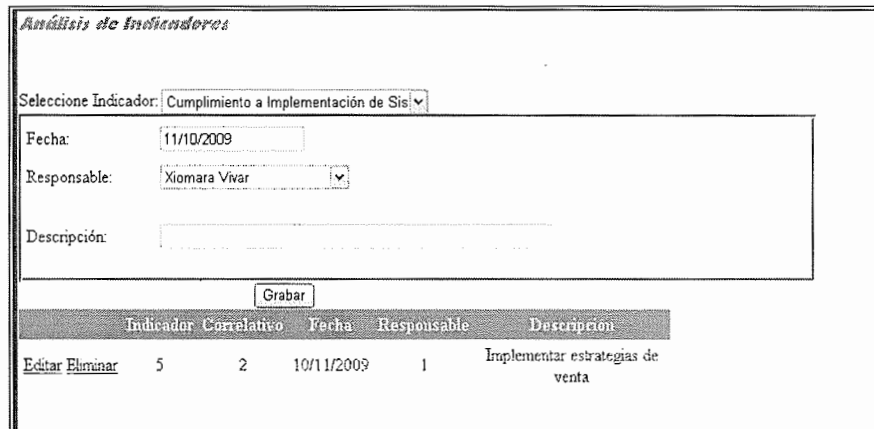 Análisis de Indicadores
Seleccione Indicador: Cumplimiento a Implementación de Sis
Fecha: 11/10/2009
Responsable: Xiomara Vivar
Descripción:
Grabar
Indicador Correlativo Fecha Responsable Descripcion
Editar Eliminar 5 2 10/11/2009 1 Implementar estrategias de
venta